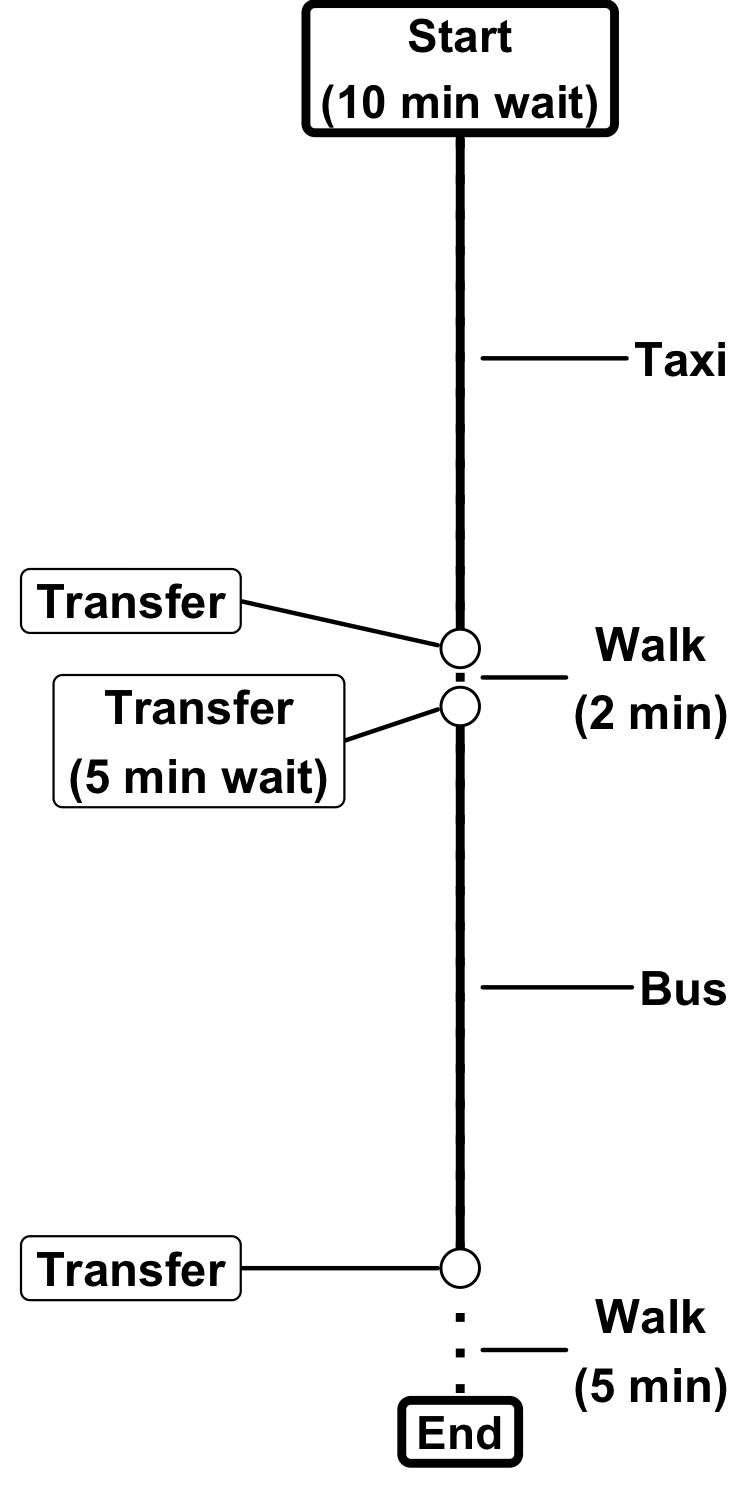 Start
(10 min wait)
Taxi
Transfer
Walk
(2 min)
Transfer
(5 min wait)
Bus
Transfer
Walk
(5 min)
End